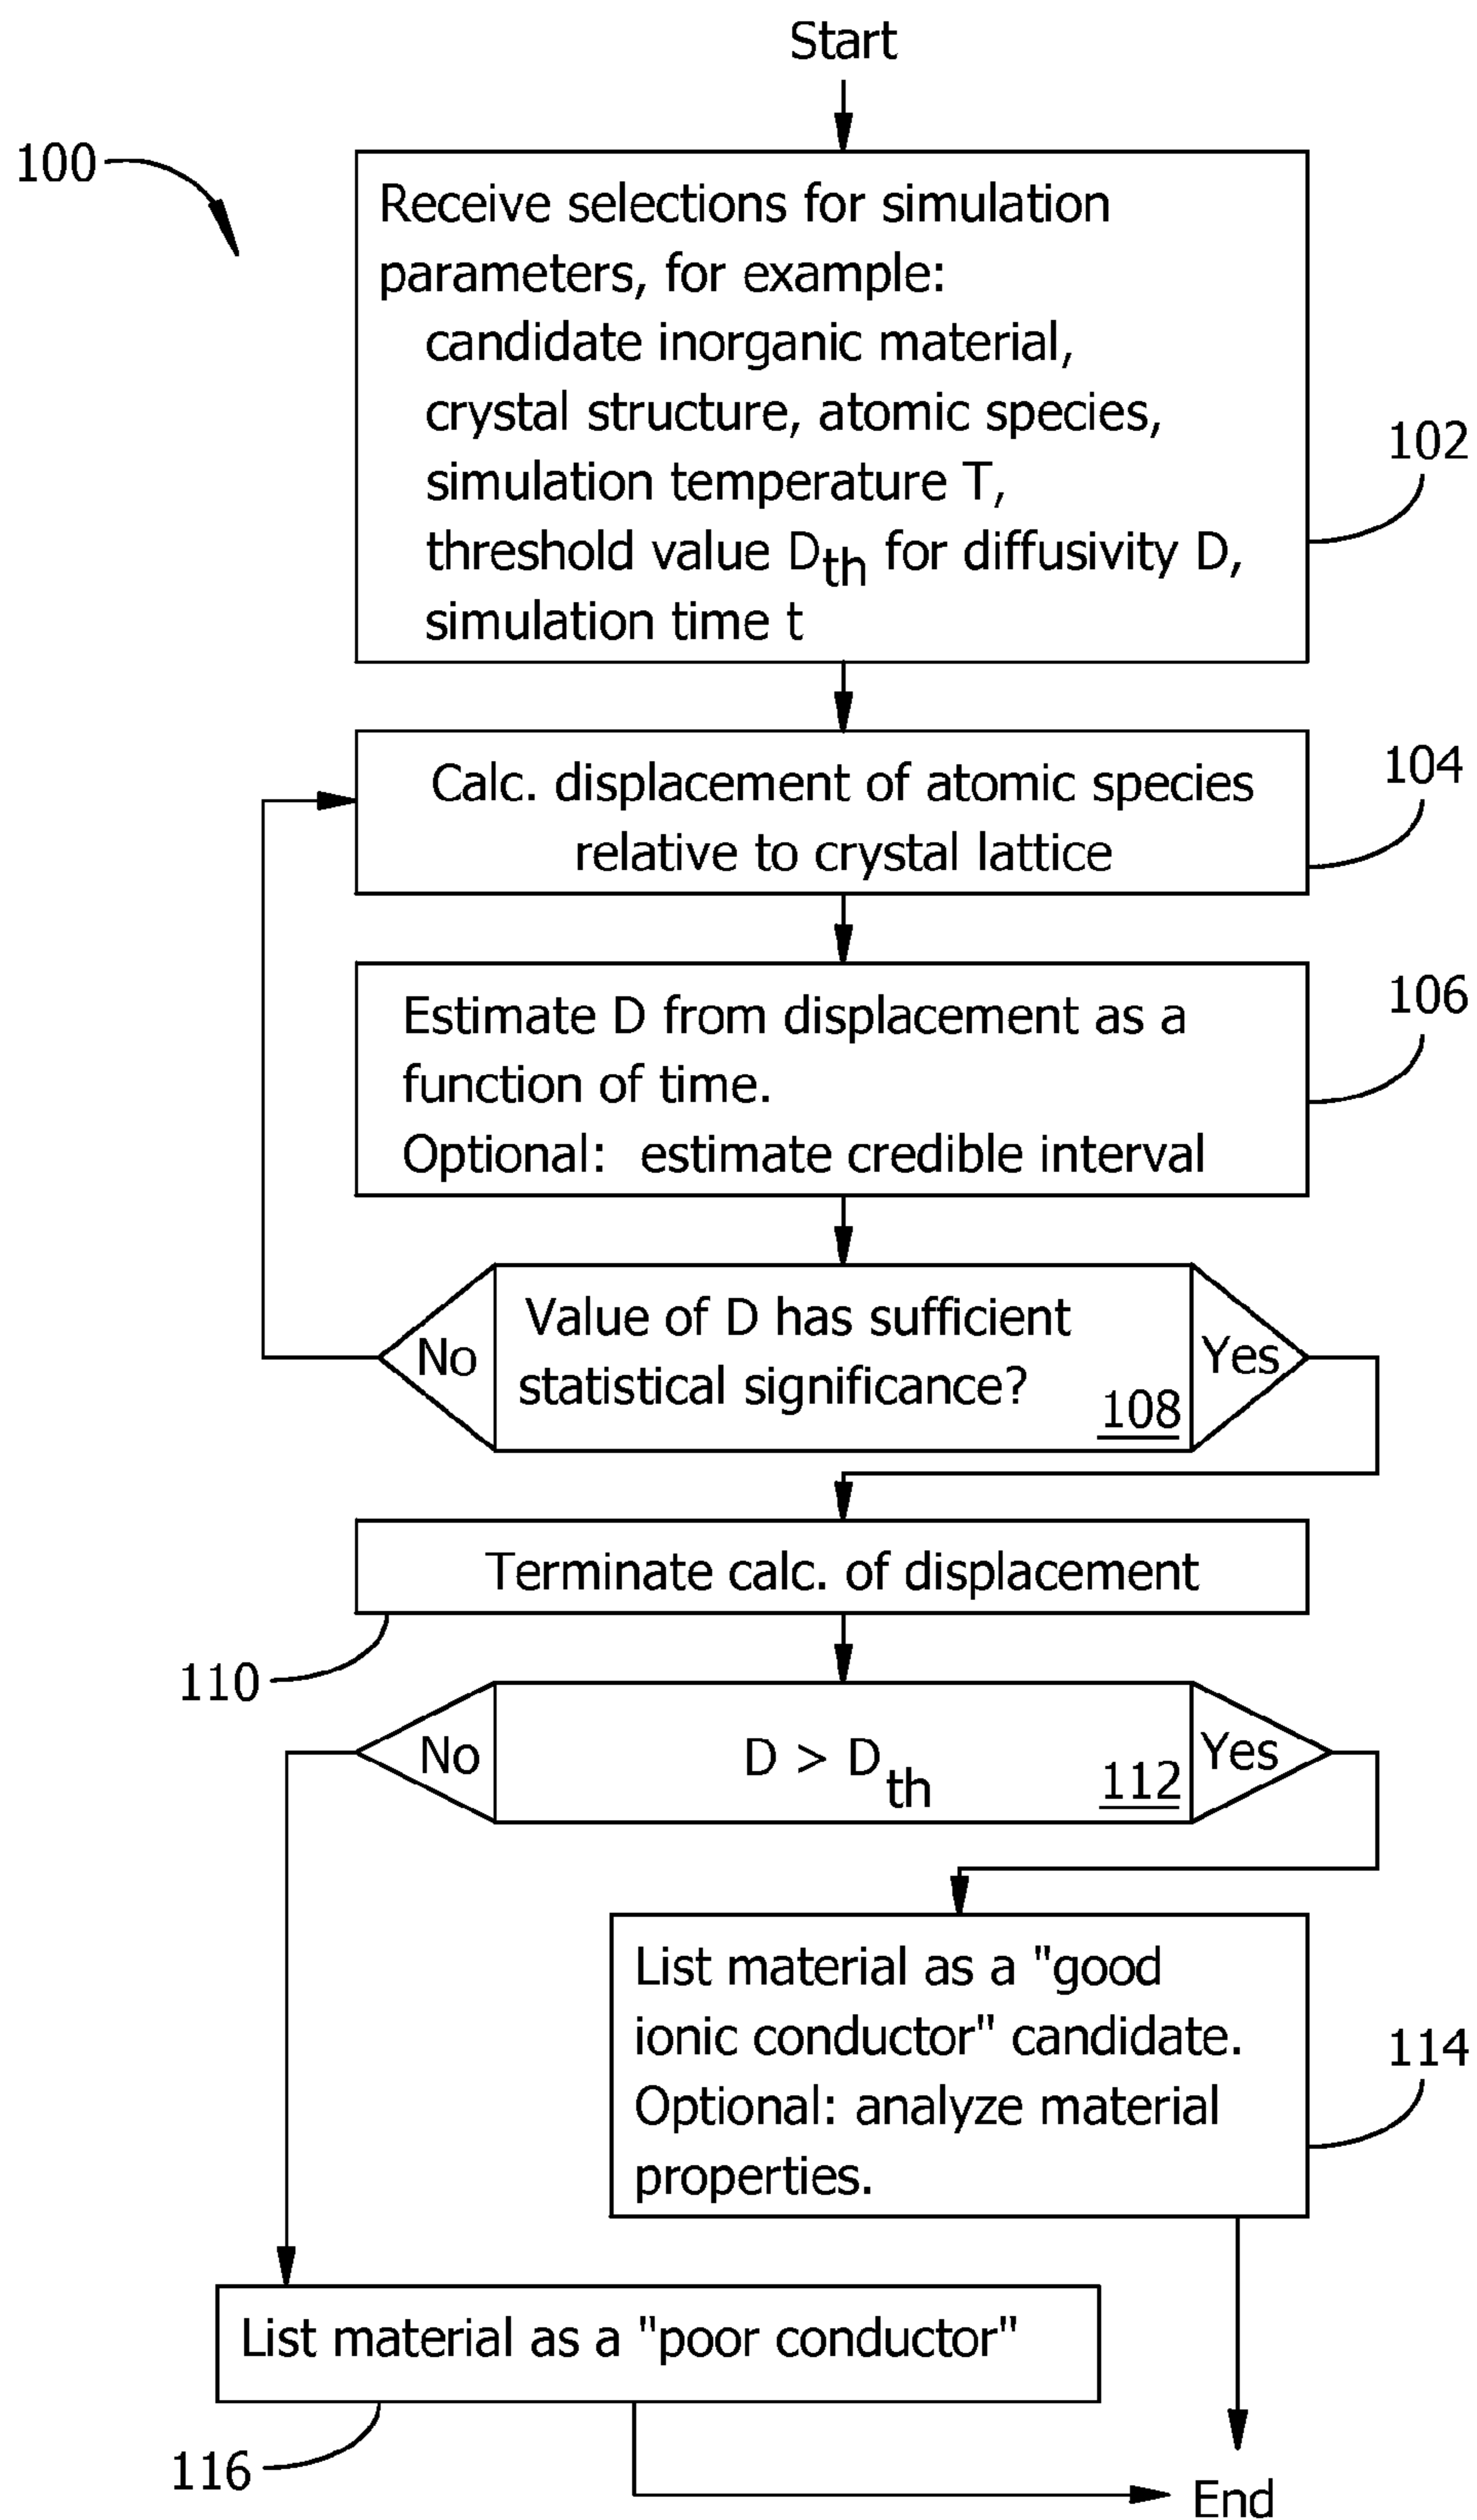 Start
100
Receive selections for simulation
parameters, for example:
candidate inorganic material,
crystal structure, atomic species,
simulation temperature T,
threshold value Dth for diffusivity D,
simulation time t
102
Calc. displacement of atomic species
relative to crystal lattice
104
Estimate D from displacement as a
function of time.
Optional: estimate credible interval
106
No
Value of D has sufficient
statistical significance?
108
Yes
Terminate calc. of displacement
110
No
D > Dth
112
Yes
List material as a "good
ionic conductor" candidate.
Optional: analyze material
properties.
114
List material as a "poor conductor"
116
End